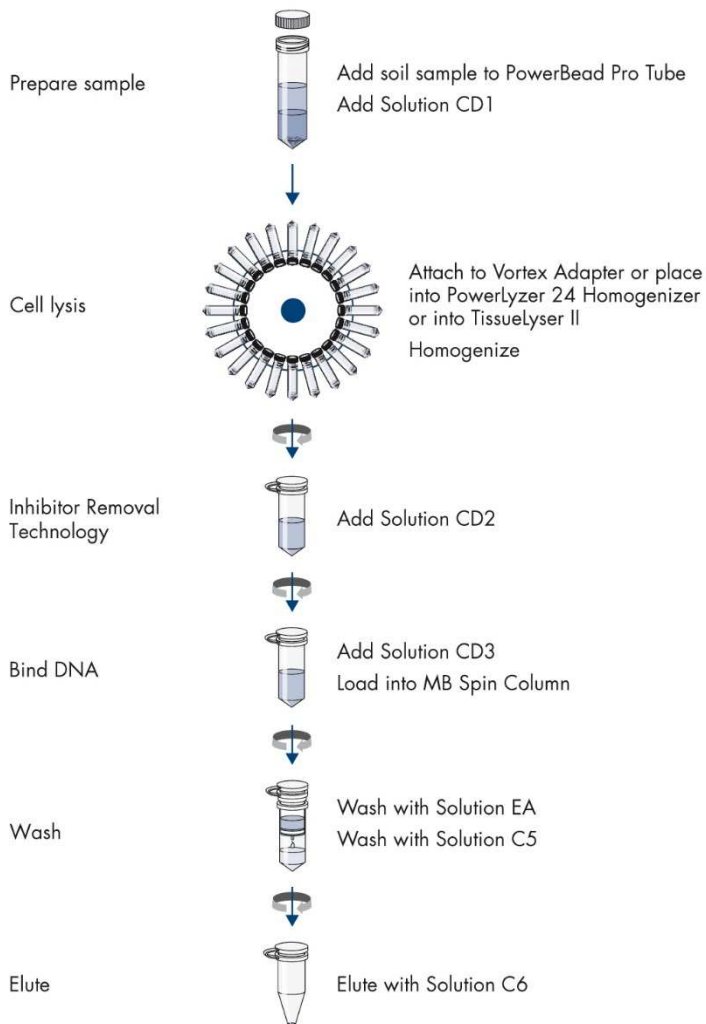 Prepare sample
Add soil sample to PowerBead Pro Tube
Add Solution CD1
Cell lysis
Attach to Vortex Adapter or place
into PowerLyzer 24 Homogenizer
or into TissueLyser II
Homogenize
Inhibitor Removal
Technology
Add Solution CD2
Bind DNA
Add Solution CD3
Load into MB Spin Column
Wash
Wash with Solution EA
Wash with Solution C5
Elute
Elute with Solution C6